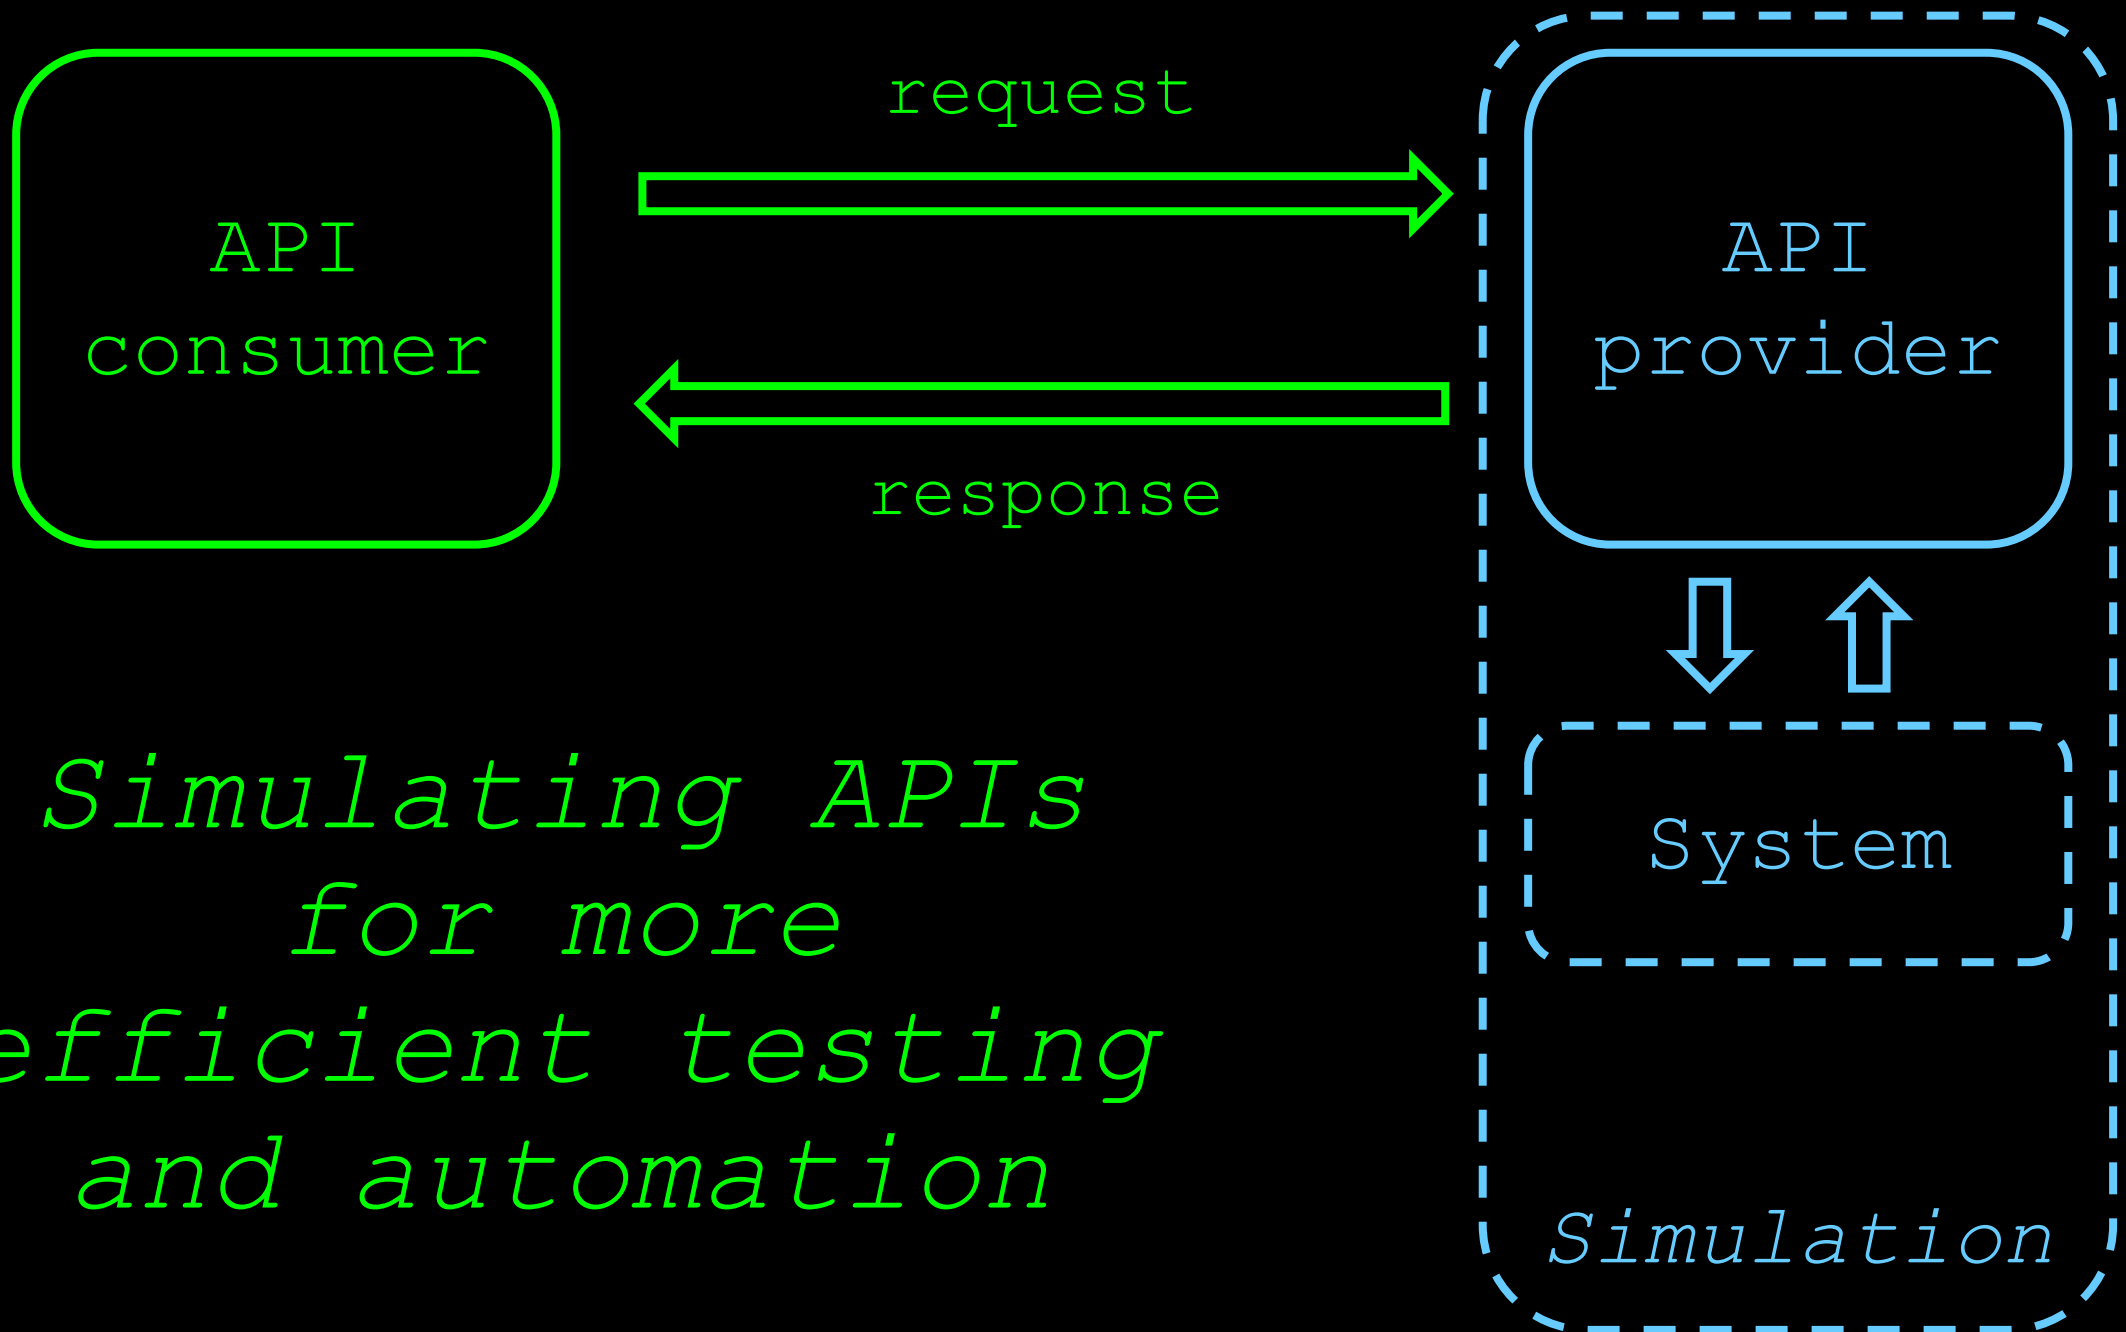 API
consumer
request
response
API
provider
System
Simulation
Simulating APIs
for more
efficient testing
and automation